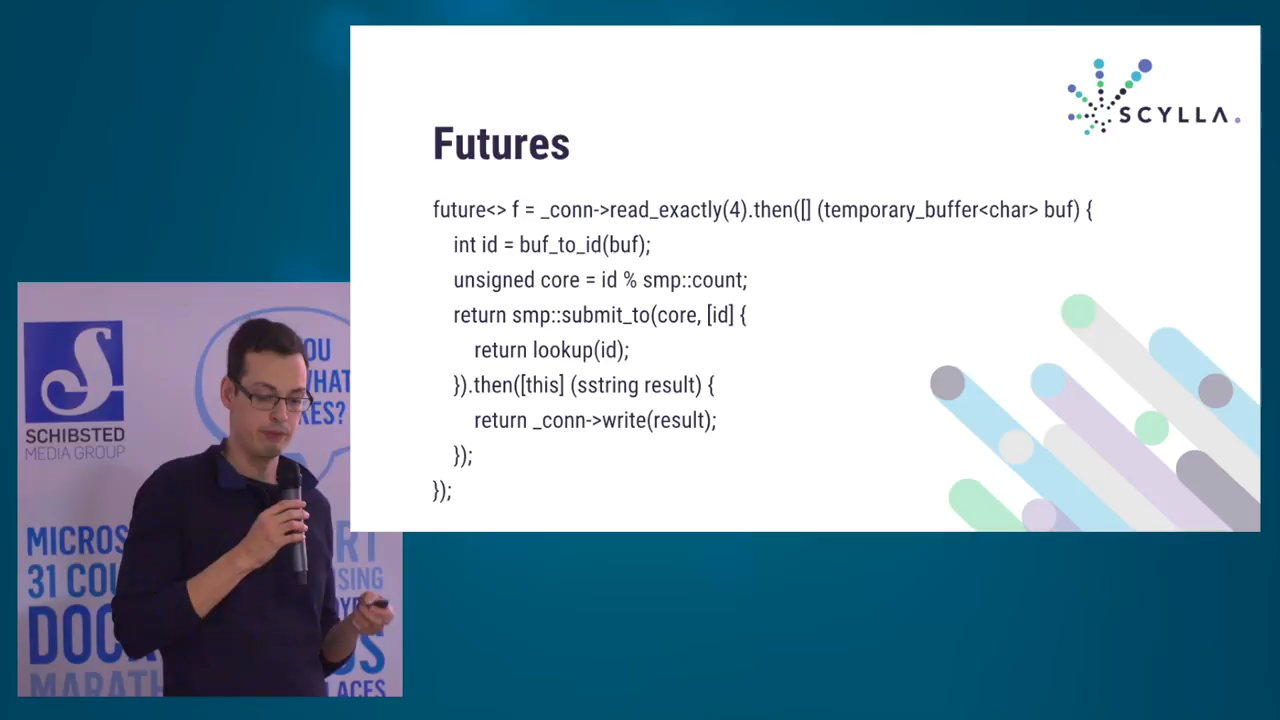 SCYLLA.
Futures
future<> f = _conn->read_exactly(4).then([] (temporary_buffer<char> buf) {
int id = buf_to_id(buf);
unsigned core = id % smp::count;
return smp::submit_to(core, [id] {
return lookup(id);
}).then([this] (sstring result) {
return _conn->write(result);
});
});
SCHIBSTED
MEDIA GROUP